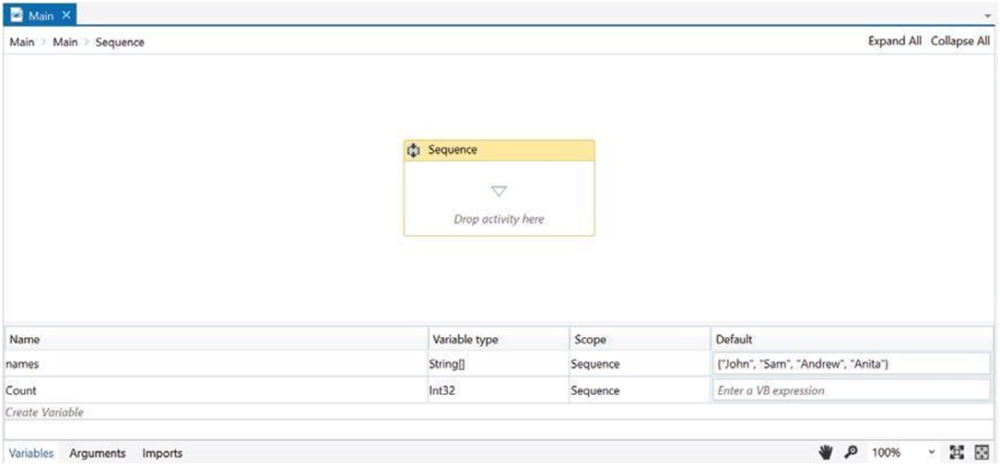 Main
Main > Main > Sequence Expand All Collapse All
Sequence
Drop activity here
Name Variable type Scope Default
names String[] Sequence {"John", "Sam", "Andrew", "Anita"}
Count Int32 Sequence Enter a VB expression
Create Variable
Variables Arguments Imports 100%